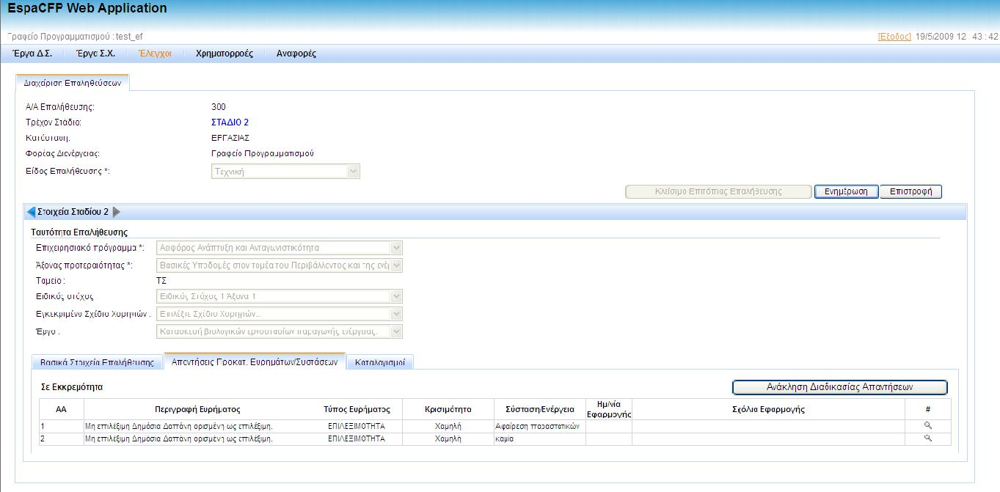 EspaCFP Web Application
Γραφείο Προγραμματισμού : test_ef [Έξοδος] 19/5/2009 12 : 43 : 42
Έργα Δ.Σ. Έργα Σ.Χ. Έλεγχοι Χρηματορροές Αναφορές
Διαχείριση Επαληθεύσεων
Α/Α Επαλήθευσης: 300
Τρέχον Στάδιο: ΣΤΑΔΙΟ 2
Κατάσταση: ΕΡΓΑΣΙΑΣ
Φορέας Διενέργειας: Γραφείο Προγραμματισμού
Είδος Επαλήθευσης *: Τεχνική
Κλείσιμο Επιτόπιας Επαλήθευσης Ενημέρωση Επιστροφή
Στοιχεία Σταδίου 2
Ταυτότητα Επαλήθευσης
Επιχειρησιακό πρόγραμμα *: Αειφόρος Ανάπτυξη και Ανταγωνιστικότητα
Άξονας προτεραιότητας *: Βασικές Υποδομές στον τομέα του Περιβάλλοντος και της ενέρ
Ταμείο : ΤΣ
Ειδικός στόχος Ειδικός Στόχος 1 Άξονα 1
Εγκεκριμένο Σχέδιο Χορηγιών : Επιλέξτε Σχέδιο Χορηγιών...
Έργο : Κατασκευή βιολογικών εργοστασίων παραγωγής ενέργειας.
Βασικά Στοιχεία Επαλήθευσης Απαντήσεις Προκατ. Ευρημάτων/Συστάσεων Καταλογισμοί
Σε Εκκρεμότητα Ανάκληση Διαδικασίας Απαντήσεων
ΑΑ Περιγραφή Ευρήματος Τύπος Ευρήματος Κρισιμότητα Σύσταση/Ενέργεια Ημ/νία Εφαρμογής Σχόλια Εφαρμογής #
1 Μη επιλέξιμη Δημόσια Δαπάνη ορισμένη ως επιλέξιμη. ΕΠΙΛΕΞΙΜΟΤΗΤΑ Χαμηλή Αφαίρεση παραστατικών
2 Μη επιλέξιμη Δημόσια Δαπάνη ορισμένη ως επιλέξιμη. ΕΠΙΛΕΞΙΜΟΤΗΤΑ Χαμηλή καμία